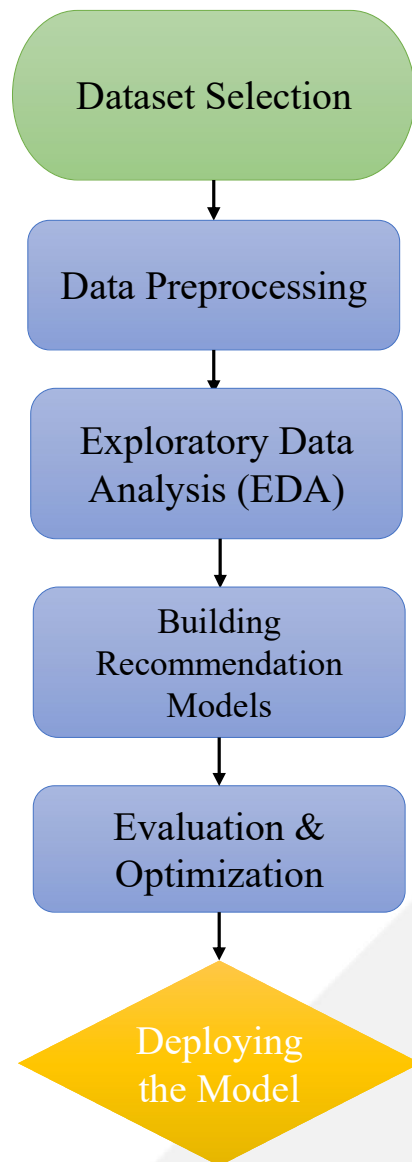 Dataset Selection
Data Preprocessing
Exploratory Data
Analysis (EDA)
Building
Recommendation
Models
Evaluation &
Optimization
Deploying
the Model